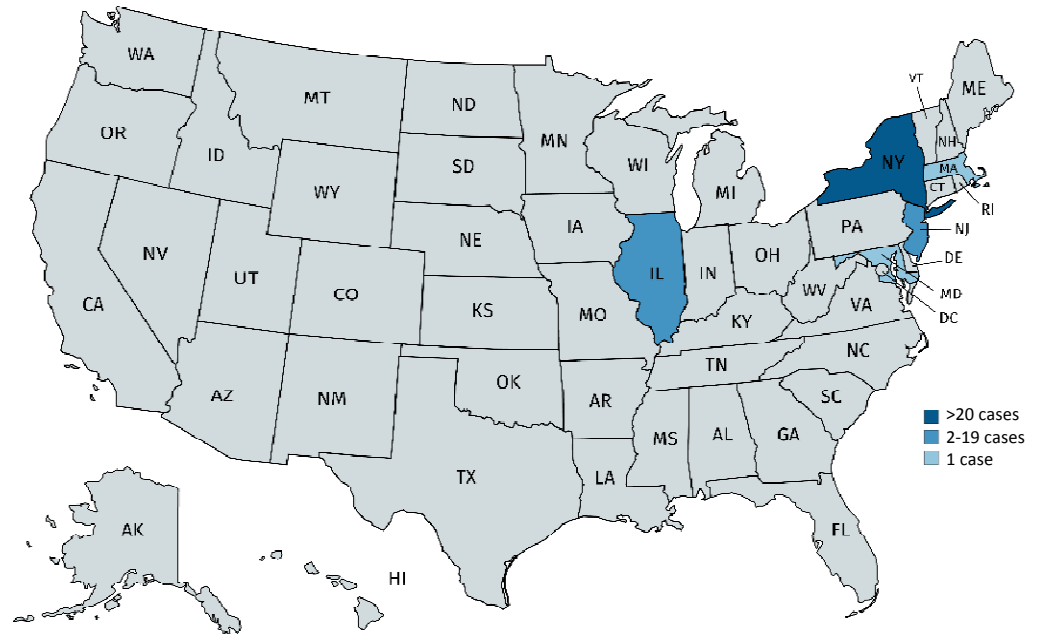 WA
MT
ND
MN
VT
ME
OR
ID
SD
WI
NY
NH
MA
WY
MI
CT
RI
IA
PA
NJ
NE
NV
OH
DE
UT
IL
IN
CA
CO
WV
MD
KS
MO
VA
DC
KY
NC
TN
OK
AZ
NM
AR
SC
>20 cases
MS
AL
GA
2-19 cases
1 case
TX
LA
AK
FL
HI